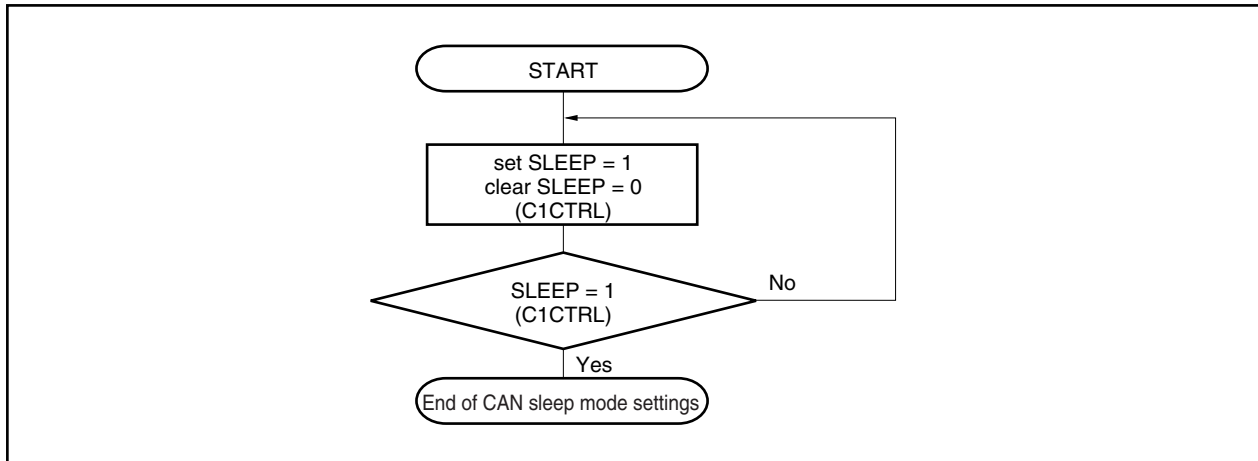 START
set SLEEP = 1
clear SLEEP = 0
(C1CTRL)
SLEEP = 1
(C1CTRL)
No
Yes
End of CAN sleep mode settings